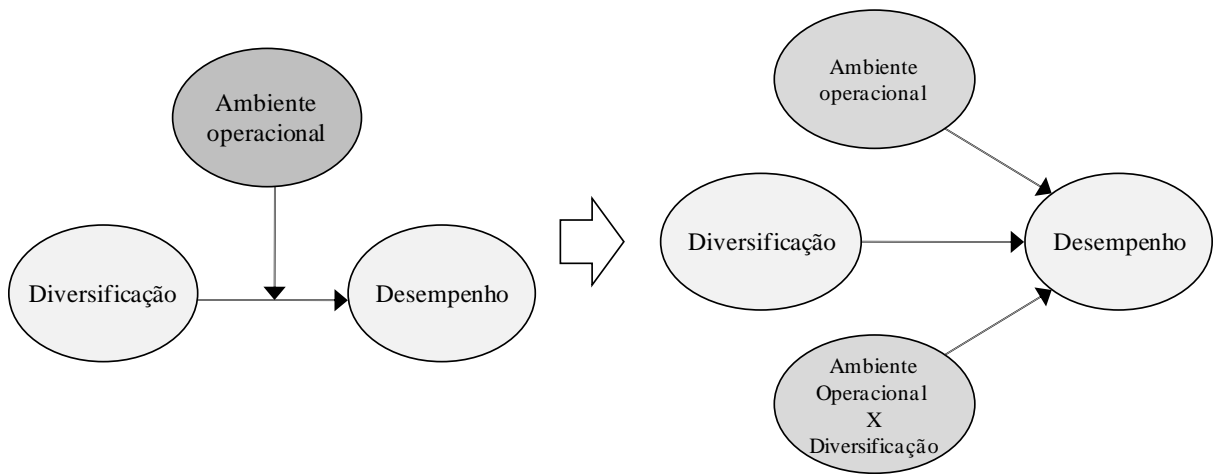 Ambiente
operacional
Diversificação
Desempenho
Ambiente
operacional
Diversificação
Desempenho
Ambiente
Operacional
X
Diversificação